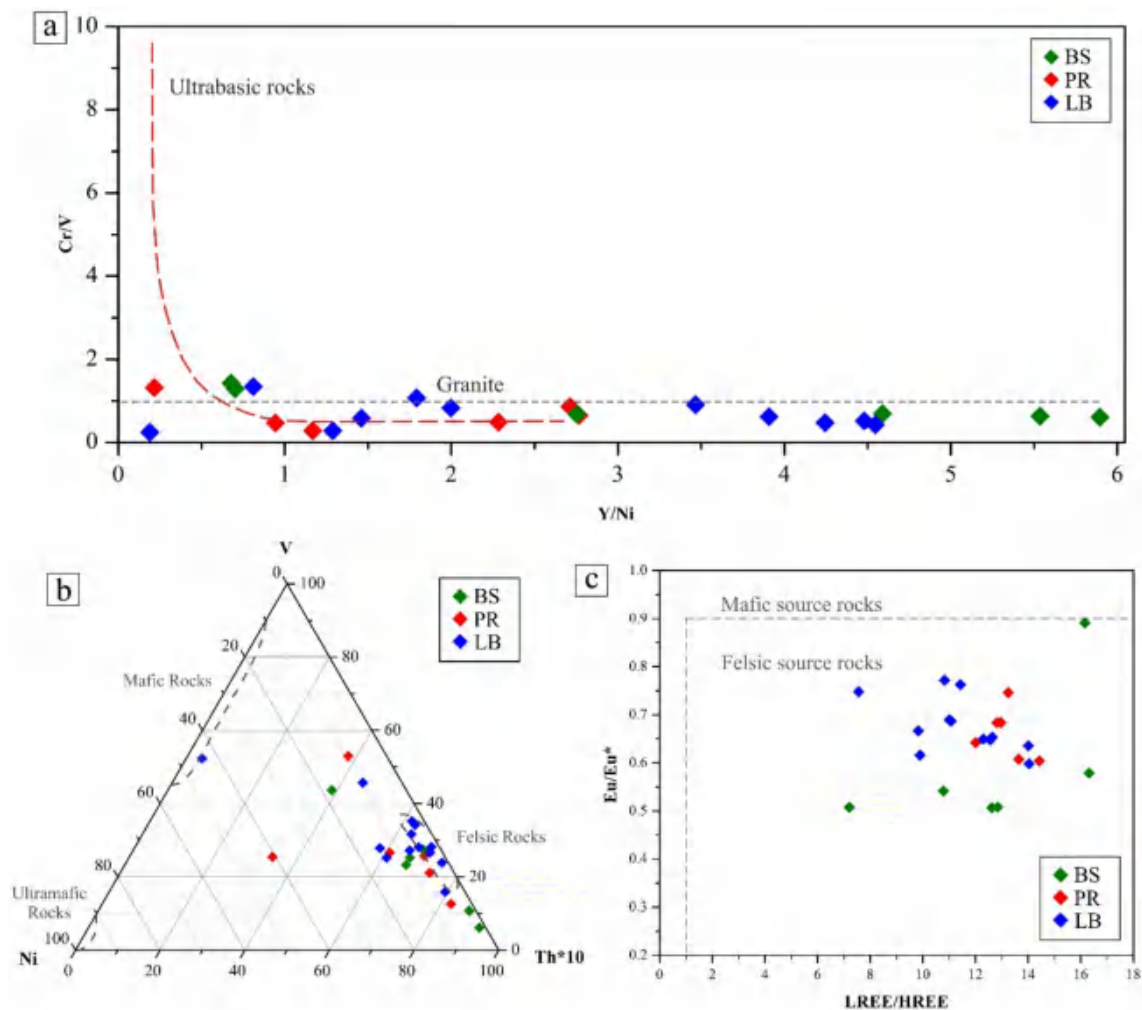 a
10
8
6
4
2
0
Cr/V
Ultrabasic rocks
Granite
BS
PR
LB
0 1 2 3 4 5 6
Y/Ni
b
V
0
100
20
80
40
60
60
40
80
20
100
0
Mafic Rocks
Ultramafic
Rocks
Felsic Rocks
BS
PR
LB
Ni
0 20 40 60 80 100
Th*10
c
1.0
0.9
0.8
0.7
0.6
0.5
0.4
0.3
0.2
Eu/Eu*
Mafic source rocks
Felsic source rocks
BS
PR
LB
0 2 4 6 8 10 12 14 16 18
LREE/HREE